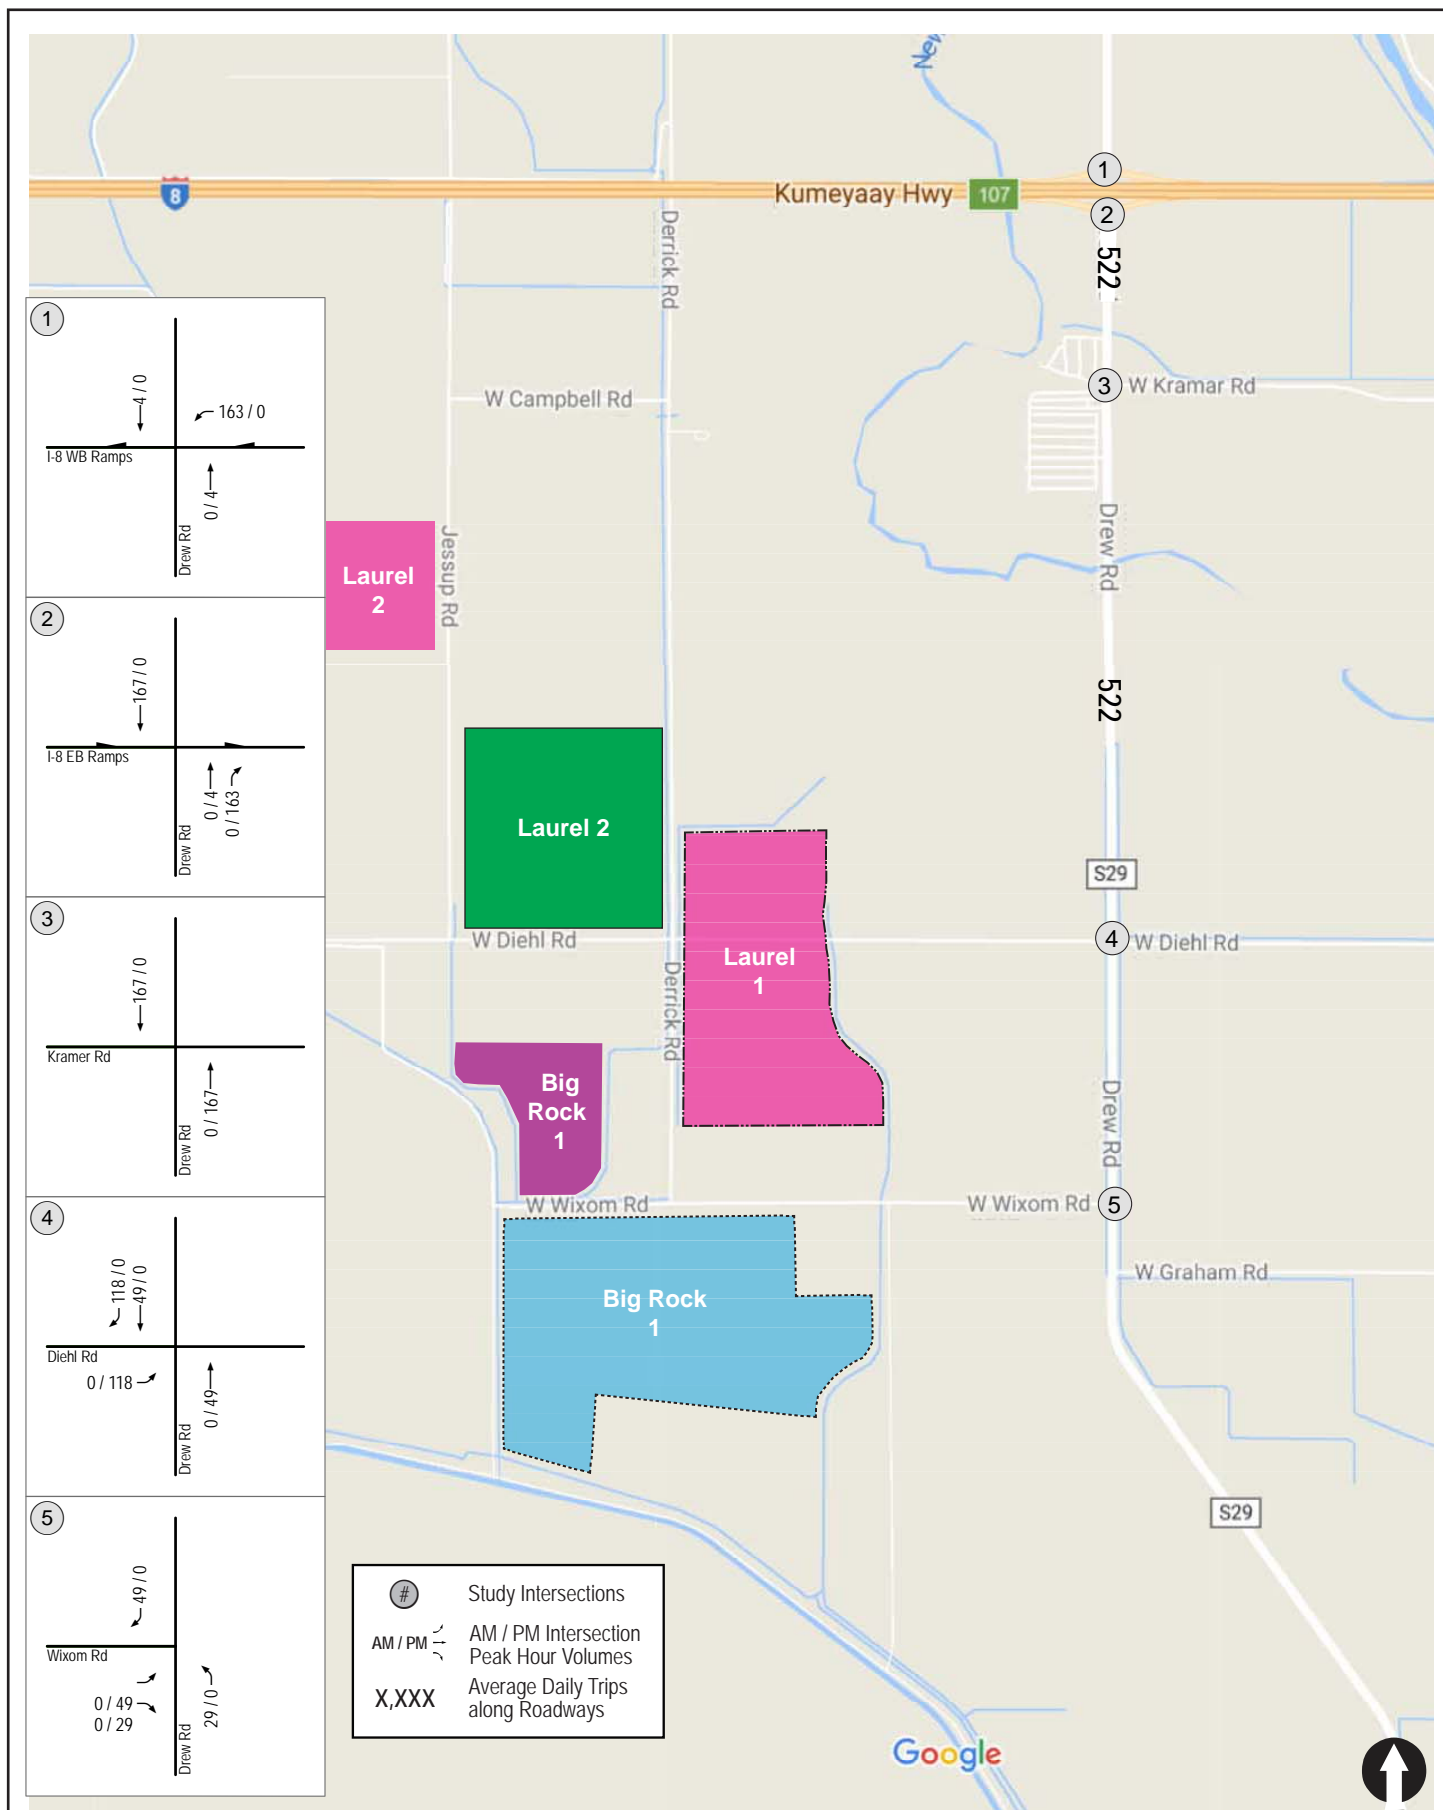 New
8
Kumeyaay Hwy
107
1
2
522
Derrick Rd
3
W Kramar Rd
W Campbell Rd
Drew Rd
Jessup Rd
Laurel
2
522
Laurel 2
S29
W Diehl Rd
4
W Diehl Rd
Laurel
1
Derrick Rd
Big
Rock
1
Drew Rd
W Wixom Rd
W Wixom Rd
5
W Graham Rd
Big Rock
1
S29
Google
1
4 / 0
163 / 0
I-8 WB Ramps
0 / 4
Drew Rd
2
167 / 0
I-8 EB Ramps
0 / 4
0 / 163
Drew Rd
3
167 / 0
Kramer Rd
0 / 167
Drew Rd
4
118 / 0
49 / 0
Diehl Rd
0 / 118
0 / 49
Drew Rd
5
49 / 0
Wixom Rd
0 / 49
0 / 29
29 / 0
Drew Rd
# Study Intersections
AM / PM AM / PM Intersection
Peak Hour Volumes
X,XXX Average Daily Trips
along Roadways